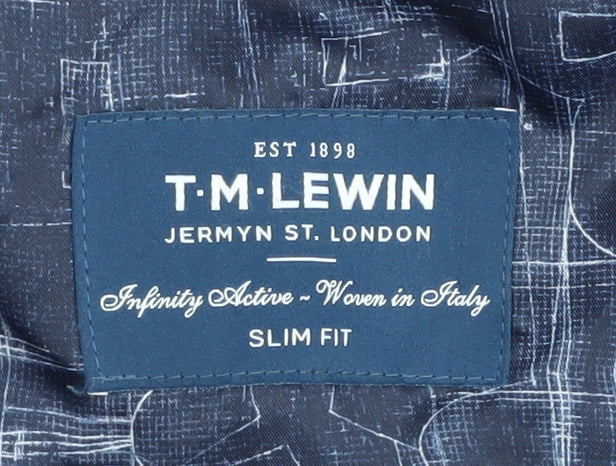 EST 1898
T·M·LEWIN
JERMYN ST. LONDON
Infinity Active ~ Woven in Italy
SLIM FIT